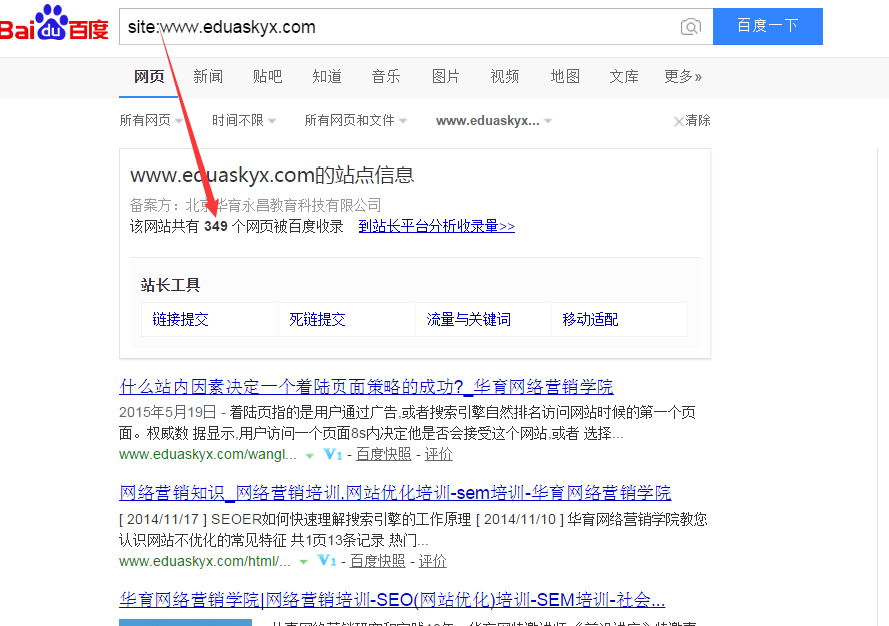 Bai du 百度 site:www.eduaskyx.com 百度一下
网页 新闻 贴吧 知道 音乐 图片 视频 地图 文库 更多»
所有网页 时间不限 所有网页和文件 www.eduaskyx... ×清除
www.eduaskyx.com的站点信息
备案方：北京华育永昌教育科技有限公司
该网站共有 349 个网页被百度收录 到站长平台分析收录量>>
站长工具
链接提交 死链提交 流量与关键词 移动适配
什么站内因素决定一个着陆页面策略的成功?_华育网络营销学院
2015年5月19日 - 着陆页指的是用户通过广告,或者搜索引擎自然排名访问网站时候的第一个页
面。权威数 据显示,用户访问一个页面8s内决定他是否会接受这个网站,或者 选择...
www.eduaskyx.com/wangl... V1 - 百度快照 - 评价
网络营销知识_网络营销培训,网站优化培训-sem培训-华育网络营销学院
[ 2014/11/17 ] SEOER如何快速理解搜索引擎的工作原理 [ 2014/11/10 ] 华育网络营销学院教您
认识网站不优化的常见特征 共1页13条记录 热门...
www.eduaskyx.com/html/... V1 - 百度快照 - 评价
华育网络营销学院|网络营销培训-SEO(网站优化)培训-SEM培训-社会...